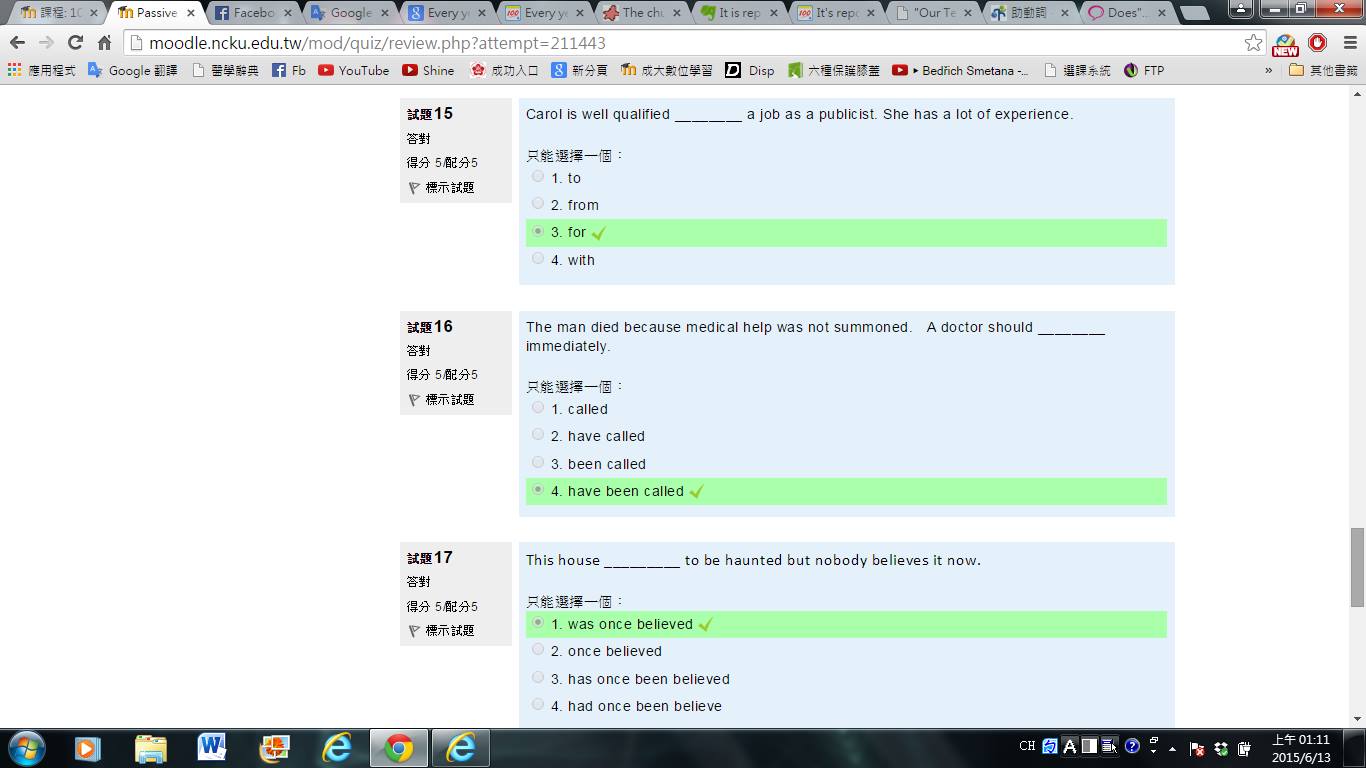 課程: 10
Passive
Facebo
Google
Every y
Every ye
The chu
It is rep
It's repo
"Our Te
助動詞
Does"..
moodle.ncku.edu.tw/mod/quiz/review.php?attempt=211443
NEW
應用程式
Google 翻譯
醫學辭典
Fb
YouTube
Shine
成功入口
新分頁
成大數位學習
Disp
六種保護膝蓋
▸ Bedřich Smetana -...
選課系統
FTP
»
其他書籤
試題15
答對
得分 5/配分5
標示試題
Carol is well qualified ________ a job as a publicist. She has a lot of experience.
只能選擇一個：
1. to
2. from
3. for
4. with
試題16
答對
得分 5/配分5
標示試題
The man died because medical help was not summoned. A doctor should ________
immediately.
只能選擇一個：
1. called
2. have called
3. been called
4. have been called
試題17
答對
得分 5/配分5
標示試題
This house _________ to be haunted but nobody believes it now.
只能選擇一個：
1. was once believed
2. once believed
3. has once been believed
4. had once been believe
CH
上午 01:11
2015/6/13